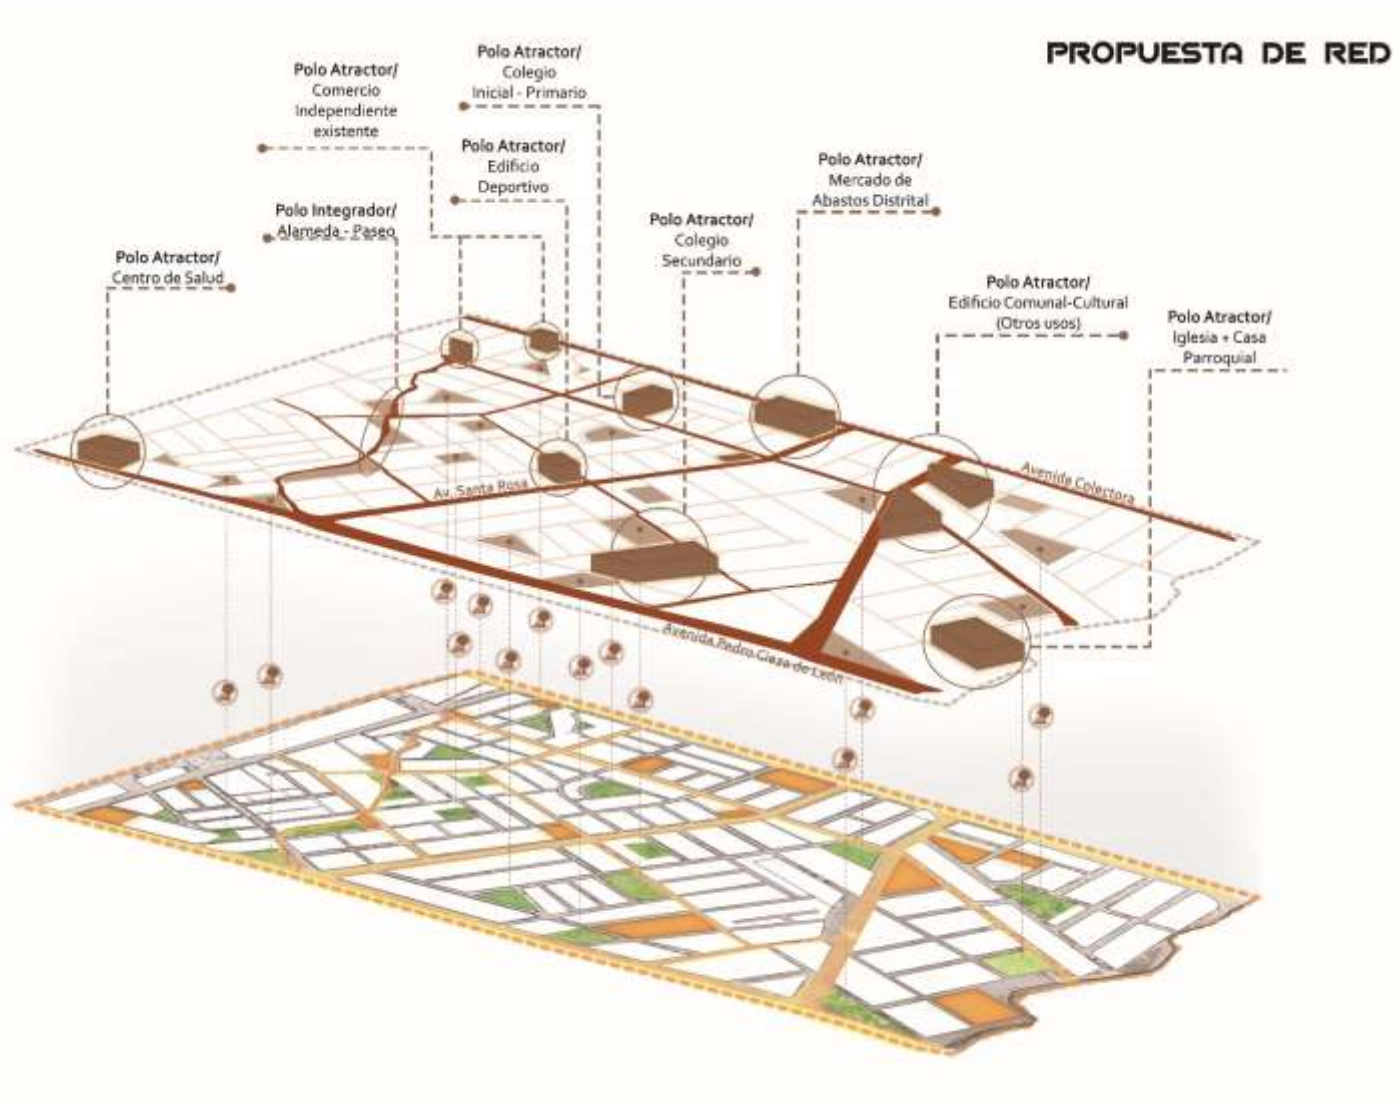 PROPUESTA DE RED
Polo Atractor/
Colegio
Inicial - Primario
Polo Atractor/
Comercio
Independiente
existente
Polo Atractor/
Edificio
Deportivo
Polo Atractor/
Mercado de
Abastos Distrital
Polo Integrador/
Alameda - Paseo
Polo Atractor/
Colegio
Secundario
Polo Atractor/
Centro de Salud
Polo Atractor/
Edificio Comunal-Cultural
(Otros usos)
Polo Atractor/
Iglesia + Casa
Parroquial
Avenida Colectora
Av. Santa Rosa
Avenida Pedro Cieza de León